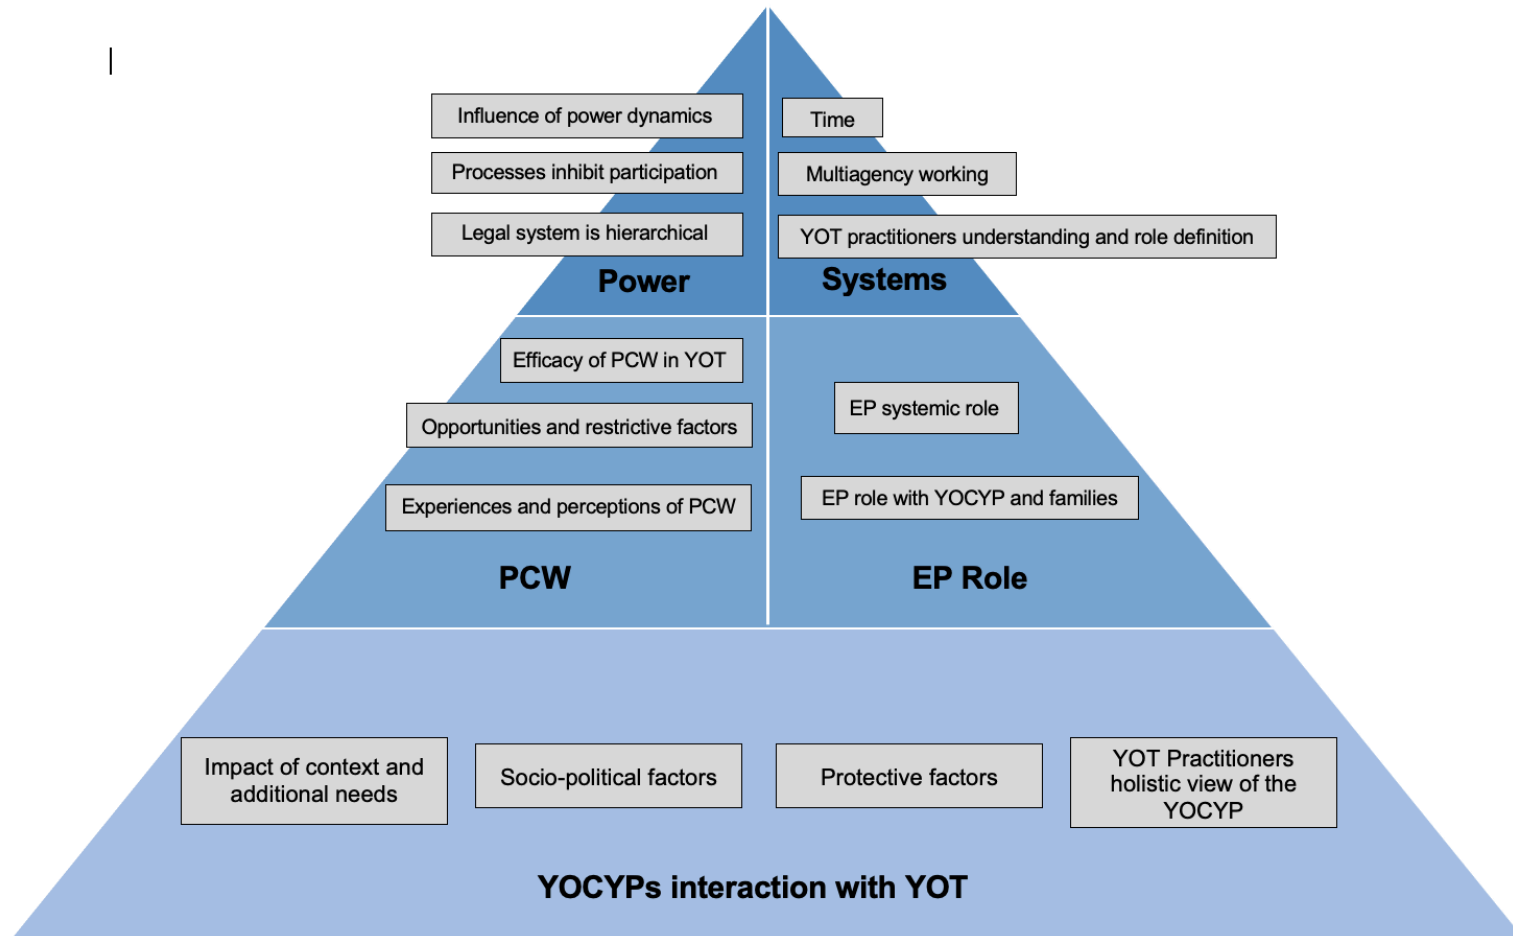 Influence of power dynamics
Processes inhibit participation
Legal system is hierarchical
Power
Time
Multiagency working
YOT practitioners understanding and role definition
Systems
Efficacy of PCW in YOT
Opportunities and restrictive factors
Experiences and perceptions of PCW
PCW
EP systemic role
EP role with YOCYP and families
EP Role
Impact of context and
additional needs
Socio-political factors
Protective factors
YOT Practitioners
holistic view of the
YOCYP
YOCYPs interaction with YOT